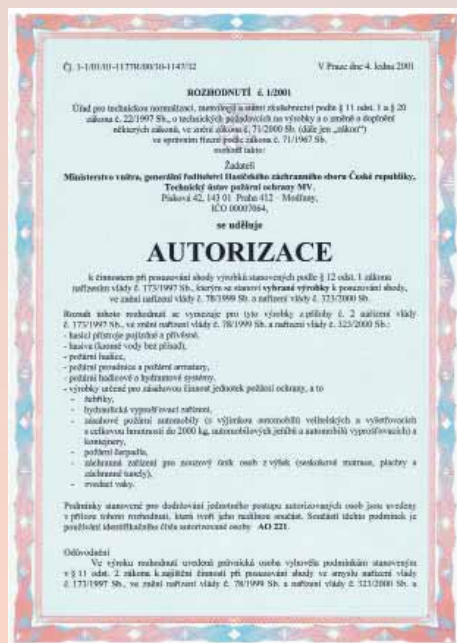 V Praze dne 4. ledna 2001
ROZHODNUTÍ č. 1/2001
Úřad pro technickou normalizaci, metrologii a státní zkušebnictví podle § 11 odst. 1 a § 20
zákona č. 22/1997 Sb., o technických požadavcích na výrobky a o změně a doplnění
některých zákonů, ve znění zákona č. 71/2000 Sb. (dále jen „zákon“)
ve správním řízení podle zákona č. 71/1967 Sb.
rozhodl takto:
Žadateli
Ministerstvo vnitra, generální ředitelství Hasičského záchranného sboru České republiky,
Technický ústav požární ochrany MV,
Písková 42, 143 01 Praha 412 – Modřany,
IČO 00007064,
se uděluje
AUTORIZACE
k činnostem při posuzování shody výrobků stanovených podle § 12 odst. 1 zákona
nařízením vlády č. 173/1997 Sb., kterým se stanoví vybrané výrobky k posuzování shody,
ve znění nařízení vlády č. 78/1999 Sb. a nařízení vlády č. 323/2000 Sb.
Rozsah tohoto rozhodnutí se vymezuje pro tyto výrobky z přílohy č. 2 nařízení vlády
č. 173/1997 Sb., ve znění nařízení vlády č. 78/1999 Sb. a nařízení vlády č. 323/2000 Sb.:
- hasicí přístroje pojízdné a přívěsné,
- hasiva (kromě vody bez přísad),
- požární hadice,
- požární proudnice a požární armatury,
- požární hadicové a hydrantové systémy,
- výrobky určené pro zásahovou činnost jednotek požární ochrany, a to
- žebříky,
- hydraulická vyprošťovací zařízení,
- zásahové požární automobily (s výjimkou automobilů velitelských a vyšetřovacích
s celkovou hmotností do 2000 kg, automobilových jeřábů a automobilů vyprošťovacích) a
kontejnery,
- požární čerpadla,
- záchranná zařízení pro nouzový únik osob z výšek (seskokové matrace, plachty a
záchranné tunely),
- zvedací vaky.
Podmínky stanovené pro dodržování jednotného postupu autorizovaných osob jsou uvedeny
v příloze tohoto rozhodnutí, která tvoří jeho nedílnou součást. Součástí těchto podmínek je
používání identifikačního čísla autorizované osoby AO 221.
Odůvodnění
Ve výroku rozhodnutí uvedená právnická osoba vyhověla podmínkám stanoveným
v § 11 odst. 2 zákona k zajištění činností při posuzování shody ve smyslu nařízení vlády
č. 173/1997 Sb., ve znění nařízení vlády č. 78/1999 Sb. a nařízení vlády č. 323/2000 Sb. a